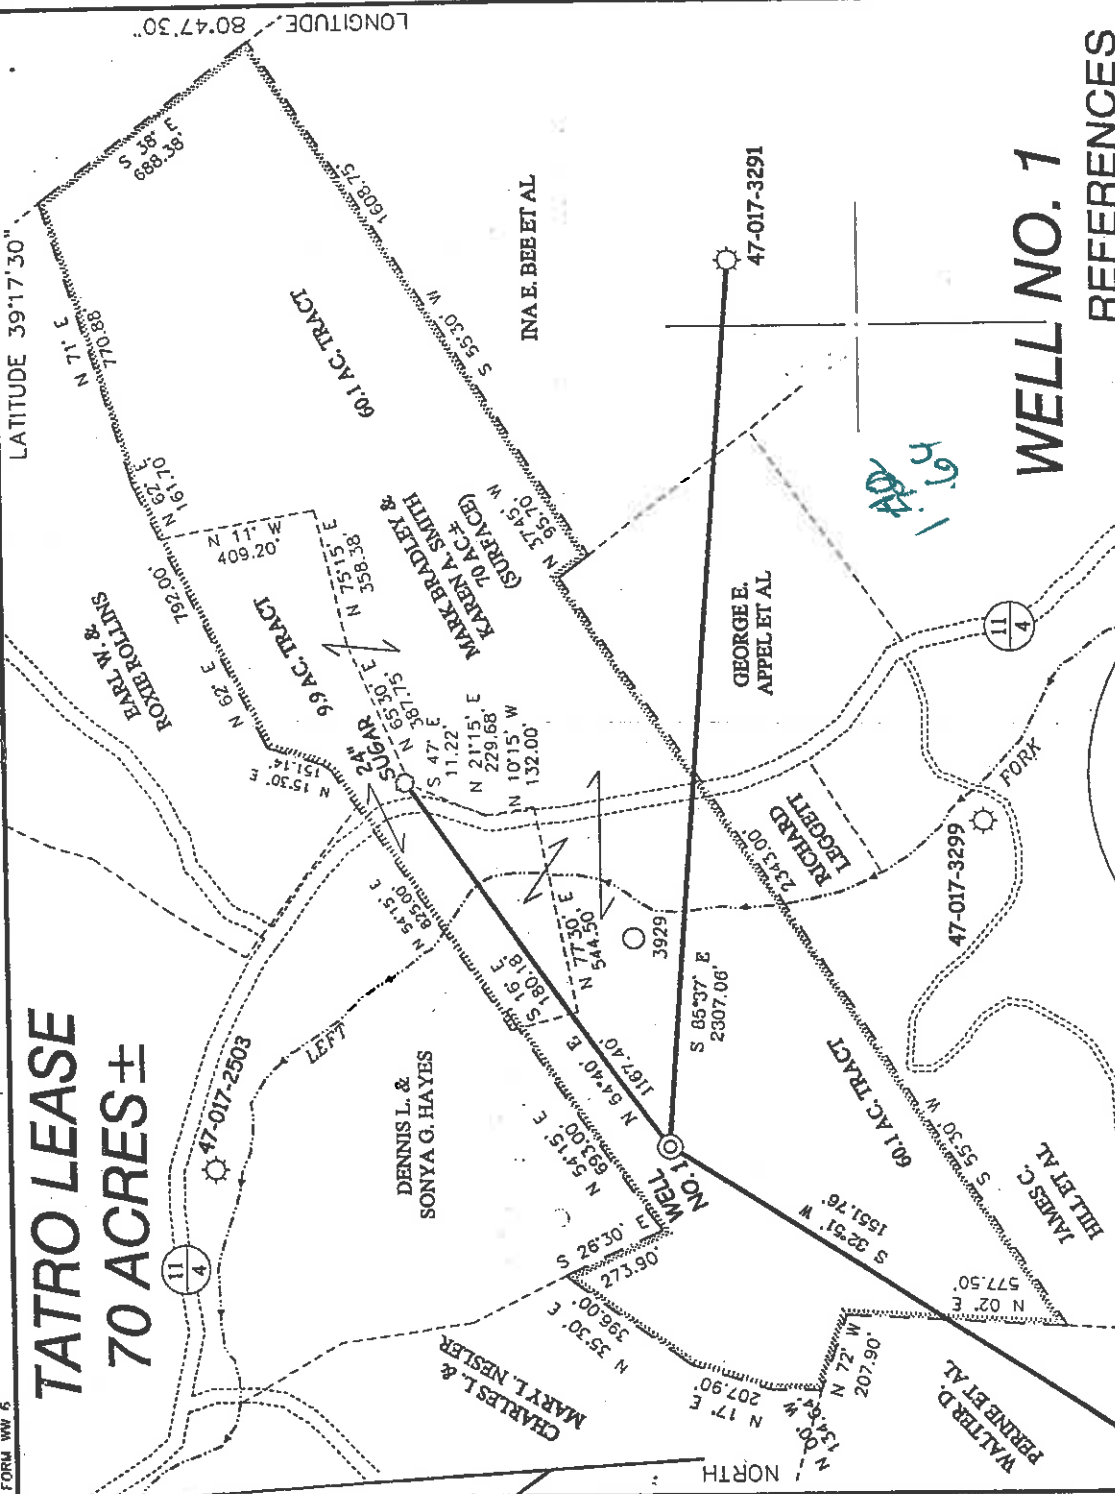 FORM WW 6
TATRO LEASE
70 ACRES±
LATITUDE 39°17'30"
LONGITUDE 80°47'30"
S 38° E
688.38'
N 71° E
770.88'
N 62° E
161.70'
1608.75'
S 55°30' W
60.1 AC. TRACT
INA E. BEE ET AL
47-017-3291
N 11° W
409.20'
N 75°15' E
358.38'
792.00'
N 62° E
EARL W. &
ROXIE ROLLINS
9.9 AC. TRACT
MARK BRADLEY &
KAREN A. SMITH
70 AC.±
(SURFACE)
N 37°45' W
95.70'
N 65°30' E
387.75'
24"
SUGAR
S 47° E
11.22'
N 21°15' E
229.68'
N 10°15' W
132.00'
N 15°30' E
151.14'
GEORGE E.
APPEL ET AL
11
4
WELL NO. 1
REFERENCES
N 54°15' E
825.00'
S 16° E
180.18'
N 77°30' E
544.50'
3929
RICHARD
LEGGETT
2343.00'
FORK
47-017-3299
47-017-2503
LEFT
DENNIS L. &
SONYA G. HAYES
N 54°40' E
1167.40'
S 85°37' E
2307.06'
N 54°15' E
693.00'
WELL
NO. 1
60.1 AC. TRACT
S 55°30' W
JAMES C.
HILL ET AL
11
4
S 26°30' E
273.90'
N 35°30' E
396.00'
S 32°51' W
1551.76'
N 02° E
577.50'
CHARLES L. &
MARY L. NESLER
N 17° E
207.90'
N 72° W
207.90'
N 00° W
134.64'
WALTER D.
PERINE ET AL
NORTH